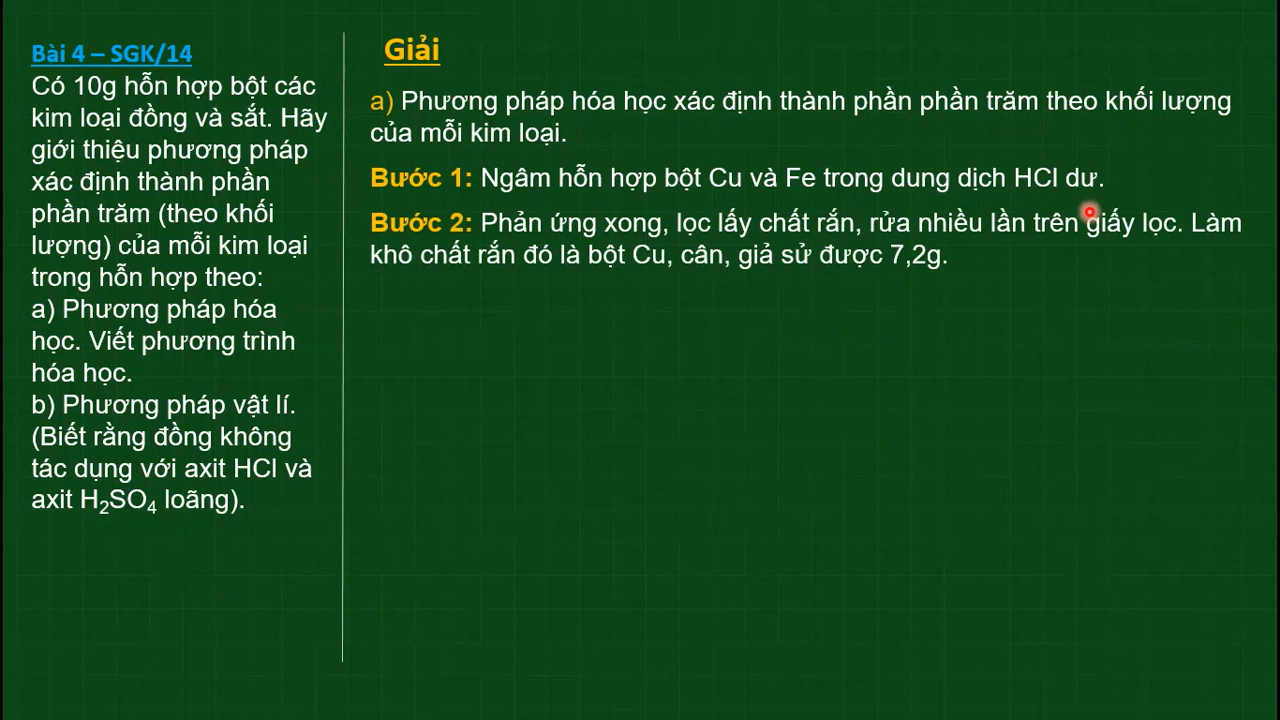 Bài 4 – SGK/14
Có 10g hỗn hợp bột các
kim loại đồng và sắt. Hãy
giới thiệu phương pháp
xác định thành phần
phần trăm (theo khối
lượng) của mỗi kim loại
trong hỗn hợp theo:
a) Phương pháp hóa
học. Viết phương trình
hóa học.
b) Phương pháp vật lí.
(Biết rằng đồng không
tác dụng với axit HCl và
axit H₂SO₄ loãng).
Giải
a) Phương pháp hóa học xác định thành phần phần trăm theo khối lượng
của mỗi kim loại.
Bước 1: Ngâm hỗn hợp bột Cu và Fe trong dung dịch HCl dư.
Bước 2: Phản ứng xong, lọc lấy chất rắn, rửa nhiều lần trên giấy lọc. Làm
khô chất rắn đó là bột Cu, cân, giả sử được 7,2g.